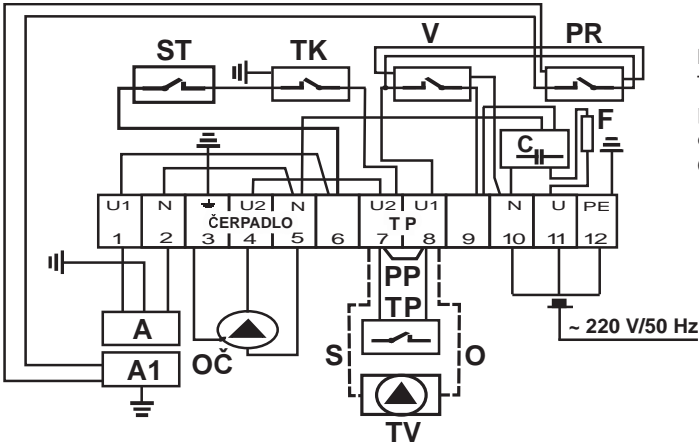 ST TK V PR
C F
U1 N U2 N U2 U1 N U PE
ČERPADLO T P
1 2 3 4 5 6 7 8 9 10 11 12
PP
A TP
OČ ~ 220 V/50 Hz
A1 S O
TV